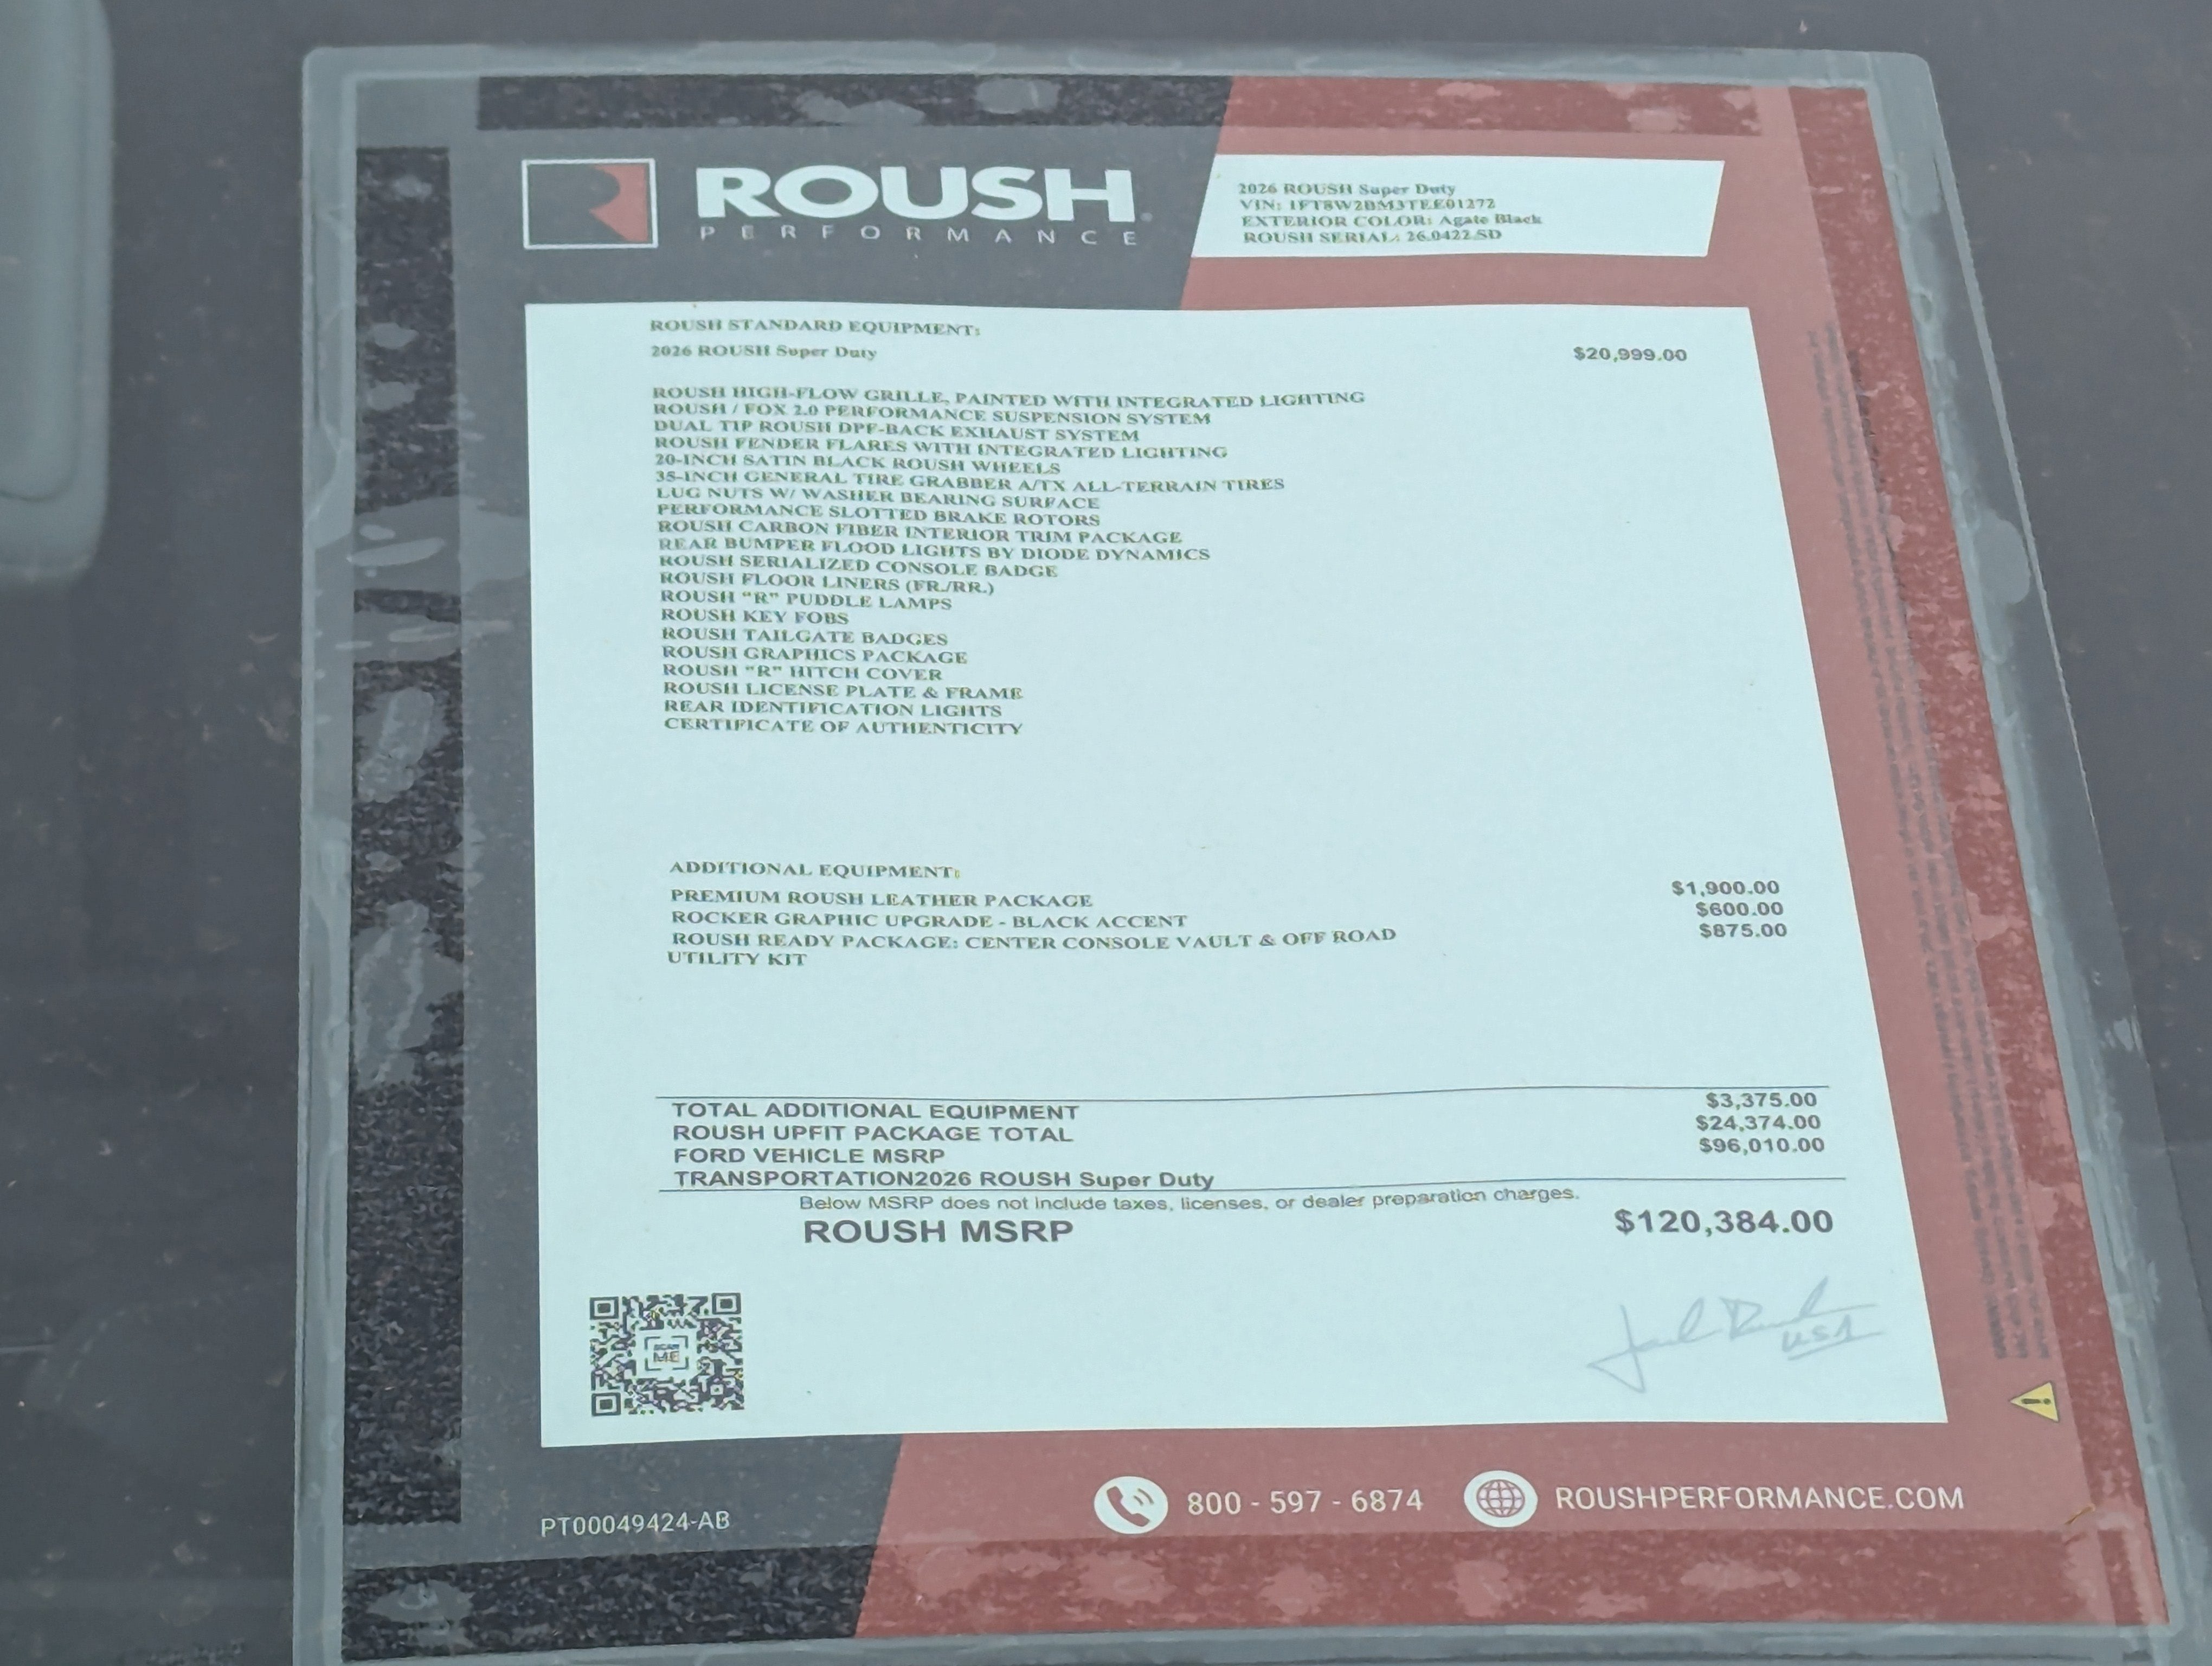 ROUSH
PERFORMANCE
2026 ROUSH Super Duty
VIN: 1FT8W2BM3TEE01272
EXTERIOR COLOR: Agate Black
ROUSH SERIAL: 26.0422.SD
ROUSH STANDARD EQUIPMENT:
2026 ROUSH Super Duty $20,999.00
ROUSH HIGH-FLOW GRILLE, PAINTED WITH INTEGRATED LIGHTING
ROUSH / FOX 2.0 PERFORMANCE SUSPENSION SYSTEM
DUAL TIP ROUSH DPF-BACK EXHAUST SYSTEM
ROUSH FENDER FLARES WITH INTEGRATED LIGHTING
20-INCH SATIN BLACK ROUSH WHEELS
35-INCH GENERAL TIRE GRABBER A/TX ALL-TERRAIN TIRES
LUG NUTS W/ WASHER BEARING SURFACE
PERFORMANCE SLOTTED BRAKE ROTORS
ROUSH CARBON FIBER INTERIOR TRIM PACKAGE
REAR BUMPER FLOOD LIGHTS BY DIODE DYNAMICS
ROUSH SERIALIZED CONSOLE BADGE
ROUSH FLOOR LINERS (FR./RR.)
ROUSH "R" PUDDLE LAMPS
ROUSH KEY FOBS
ROUSH TAILGATE BADGES
ROUSH GRAPHICS PACKAGE
ROUSH "R" HITCH COVER
ROUSH LICENSE PLATE & FRAME
REAR IDENTIFICATION LIGHTS
CERTIFICATE OF AUTHENTICITY
ADDITIONAL EQUIPMENT:
PREMIUM ROUSH LEATHER PACKAGE $1,900.00
ROCKER GRAPHIC UPGRADE - BLACK ACCENT $600.00
ROUSH READY PACKAGE: CENTER CONSOLE VAULT & OFF ROAD $875.00
UTILITY KIT
TOTAL ADDITIONAL EQUIPMENT $3,375.00
ROUSH UPFIT PACKAGE TOTAL $24,374.00
FORD VEHICLE MSRP $96,010.00
TRANSPORTATION2026 ROUSH Super Duty
Below MSRP does not include taxes, licenses, or dealer preparation charges.
ROUSH MSRP $120,384.00
SCAN
ME
USA
PT00049424-AB
800 - 597 - 6874
ROUSHPERFORMANCE.COM